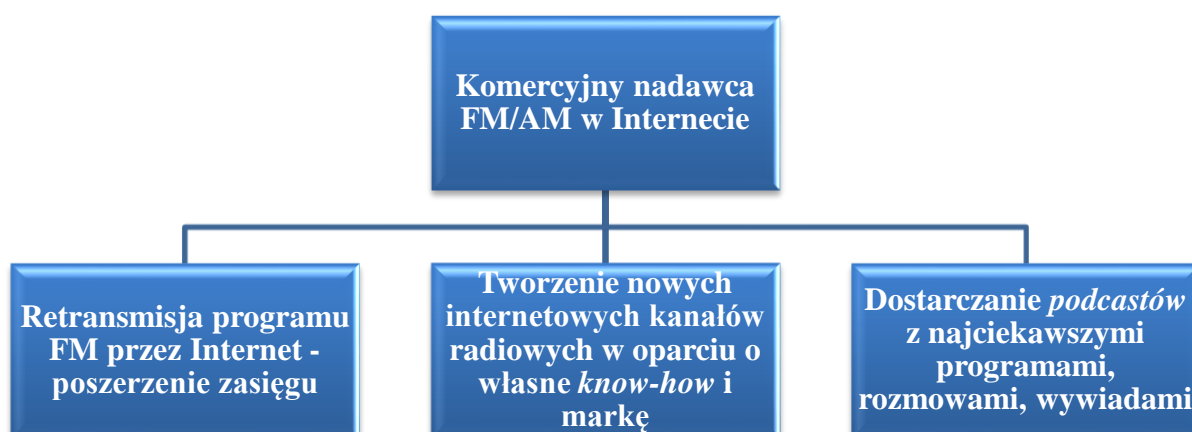 Komercyjny nadawca
FM/AM w Internecie
Retransmisja programu
FM przez Internet -
poszerzenie zasięgu
Tworzenie nowych
internetowych kanałów
radiowych w oparciu o
własne know-how i
markę
Dostarczanie podcastów
z najciekawszymi
programami,
rozmowami, wywiadami